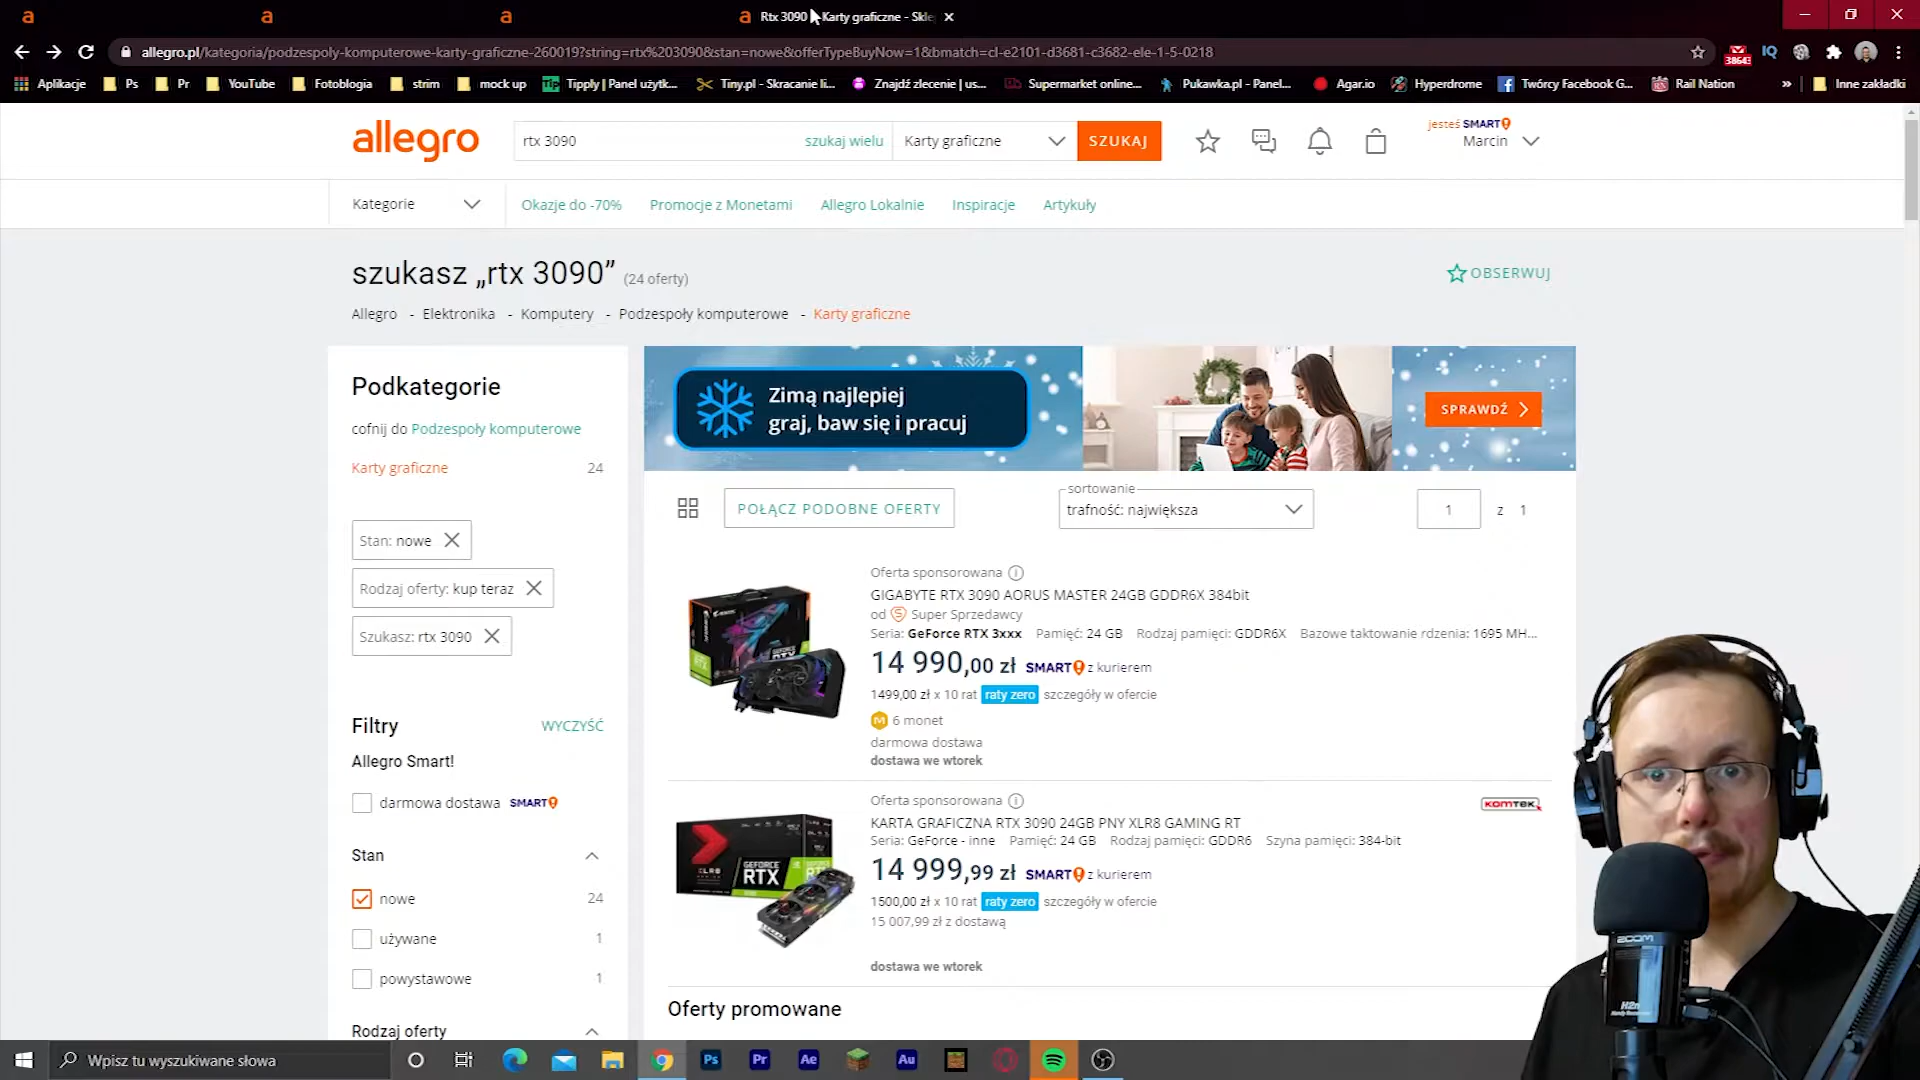 Rtx 3090 Karty graficzne - Skle
allegro.pl/kategoria/podzespoly-komputerowe-karty-graficzne-260019?string=rtx%203090&stan=nowe&offerTypeBuyNow=1&bmatch=cl-e2101-d3681-c3682-ele-1-5-0218
38643
IQ
Aplikacje Ps Pr YouTube Fotoblogia strim mock up Tipply | Panel użytk... Tiny.pl - Skracanie li... Znajdź zlecenie | us... Supermarket online... Pukawka.pl - Panel... Agar.io Hyperdrome Twórcy Facebook G... Rail Nation » Inne zakładki
allegro
rtx 3090
szukaj wielu
Karty graficzne
SZUKAJ
jesteś SMART!
Marcin
Kategorie
Okazje do -70% Promocje z Monetami Allegro Lokalnie Inspiracje Artykuły
szukasz „rtx 3090” (24 oferty)
OBSERWUJ
Allegro - Elektronika - Komputery - Podzespoły komputerowe - Karty graficzne
Podkategorie
cofnij do Podzespoły komputerowe
Karty graficzne 24
Stan: nowe
Rodzaj oferty: kup teraz
Szukasz: rtx 3090
Filtry WYCZYŚĆ
Allegro Smart!
darmowa dostawa SMART!
Stan
nowe 24
używane 1
powystawowe 1
Rodzaj oferty
Zimą najlepiej
graj, baw się i pracuj
SPRAWDŹ
POŁĄCZ PODOBNE OFERTY
sortowanie
trafność: największa
1 z 1
Oferta sponsorowana
GIGABYTE RTX 3090 AORUS MASTER 24GB GDDR6X 384bit
od Super Sprzedawcy
Seria: GeForce RTX 3xxx Pamięć: 24 GB Rodzaj pamięci: GDDR6X Bazowe taktowanie rdzenia: 1695 MH...
14 990,00 zł SMART! z kurierem
1499,00 zł x 10 rat raty zero szczegóły w ofercie
6 monet
darmowa dostawa
dostawa we wtorek
Oferta sponsorowana
KOMTEK
KARTA GRAFICZNA RTX 3090 24GB PNY XLR8 GAMING RT
Seria: GeForce - inne Pamięć: 24 GB Rodzaj pamięci: GDDR6 Szyna pamięci: 384-bit
14 999,99 zł SMART! z kurierem
1500,00 zł x 10 rat raty zero szczegóły w ofercie
15 007,99 zł z dostawą
dostawa we wtorek
GEFORCE
RTX
Oferty promowane
zoom
H2n
Wpisz tu wyszukiwane słowa
Ps Pr Ae Au